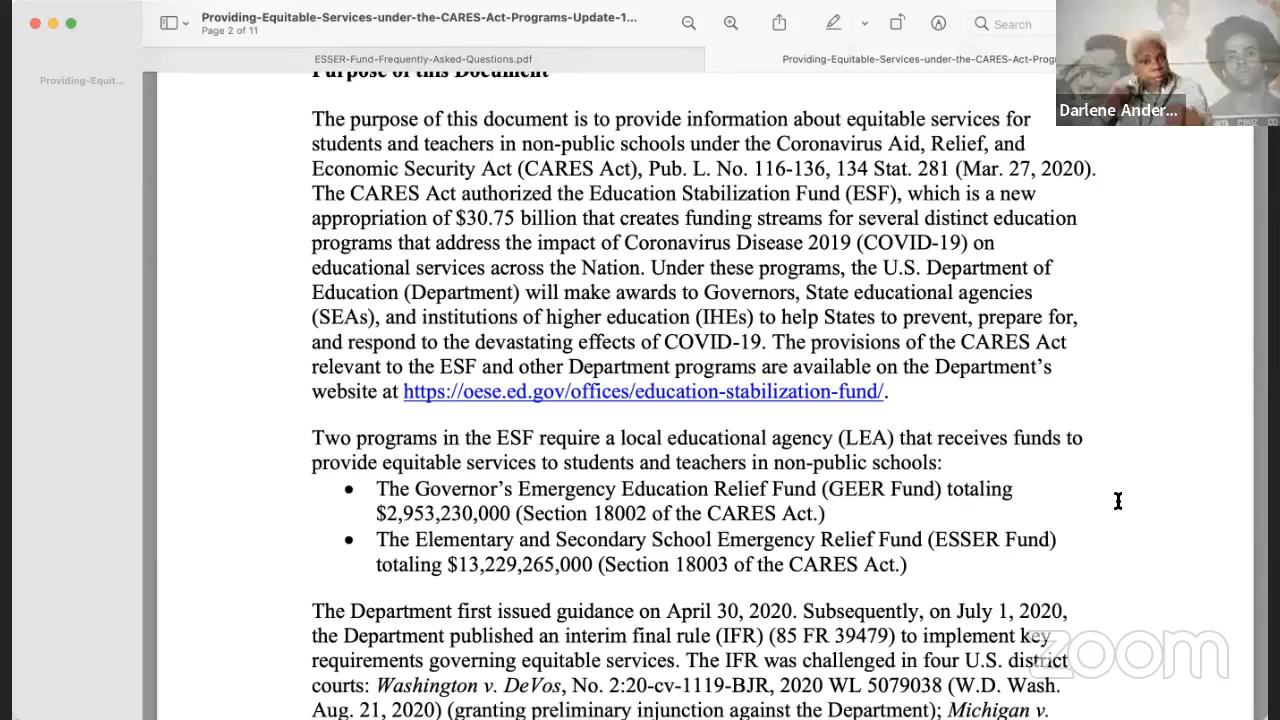 Providing-Equitable-Services-under-the-CARES-Act-Programs-Update-1...
Page 2 of 11
Search
ESSER-Fund-Frequently-Asked-Questions.pdf
Providing-Equitable-Services-under-the-CARES-Act-Prog
Providing-Equit...
Darlene Ander...
Purpose of this Document
The purpose of this document is to provide information about equitable services for
students and teachers in non-public schools under the Coronavirus Aid, Relief, and
Economic Security Act (CARES Act), Pub. L. No. 116-136, 134 Stat. 281 (Mar. 27, 2020).
The CARES Act authorized the Education Stabilization Fund (ESF), which is a new
appropriation of $30.75 billion that creates funding streams for several distinct education
programs that address the impact of Coronavirus Disease 2019 (COVID-19) on
educational services across the Nation. Under these programs, the U.S. Department of
Education (Department) will make awards to Governors, State educational agencies
(SEAs), and institutions of higher education (IHEs) to help States to prevent, prepare for,
and respond to the devastating effects of COVID-19. The provisions of the CARES Act
relevant to the ESF and other Department programs are available on the Department’s
website at https://oese.ed.gov/offices/education-stabilization-fund/.
Two programs in the ESF require a local educational agency (LEA) that receives funds to
provide equitable services to students and teachers in non-public schools:
• The Governor’s Emergency Education Relief Fund (GEER Fund) totaling
$2,953,230,000 (Section 18002 of the CARES Act.)
• The Elementary and Secondary School Emergency Relief Fund (ESSER Fund)
totaling $13,229,265,000 (Section 18003 of the CARES Act.)
The Department first issued guidance on April 30, 2020. Subsequently, on July 1, 2020,
the Department published an interim final rule (IFR) (85 FR 39479) to implement key
requirements governing equitable services. The IFR was challenged in four U.S. district
courts: Washington v. DeVos, No. 2:20-cv-1119-BJR, 2020 WL 5079038 (W.D. Wash.
Aug. 21, 2020) (granting preliminary injunction against the Department); Michigan v.
zoom